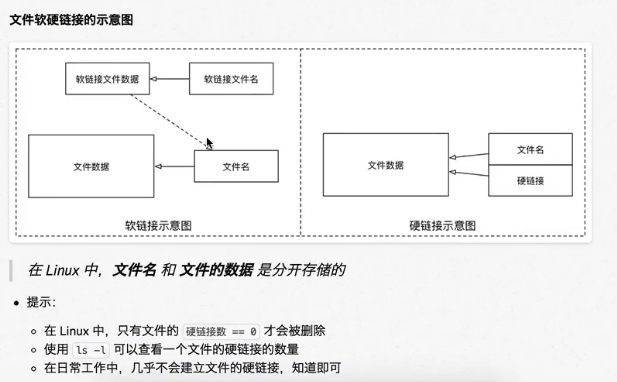 文件软硬链接的示意图
软链接文件数据
软链接文件名
文件数据
文件名
软链接示意图
文件数据
文件名
硬链接
硬链接示意图
在 Linux 中，文件名 和 文件的数据 是分开存储的
• 提示：
○ 在 Linux 中，只有文件的 硬链接数 == 0 才会被删除
○ 使用 ls -l 可以查看一个文件的硬链接的数量
○ 在日常工作中，几乎不会建立文件的硬链接，知道即可